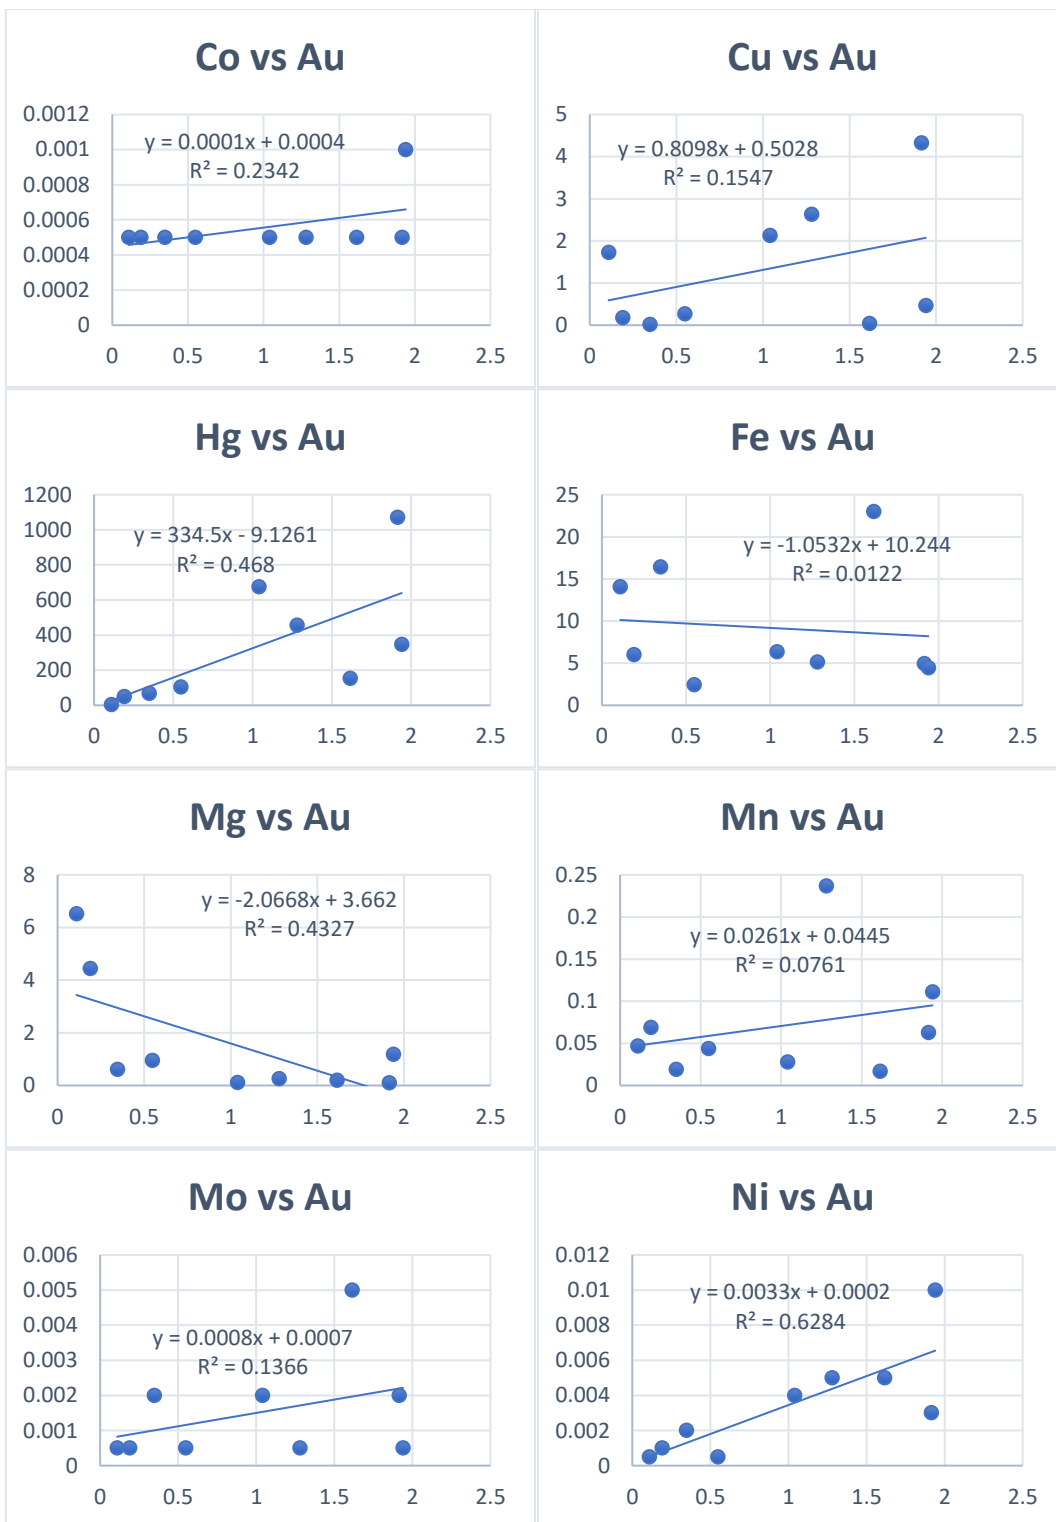 Co vs Au
y = 0.0001x + 0.0004
R² = 0.2342
0.0012
0.001
0.0008
0.0006
0.0004
0.0002
0
0 0.5 1 1.5 2 2.5
Cu vs Au
y = 0.8098x + 0.5028
R² = 0.1547
5
4
3
2
1
0
0 0.5 1 1.5 2 2.5
Hg vs Au
y = 334.5x - 9.1261
R² = 0.468
1200
1000
800
600
400
200
0
0 0.5 1 1.5 2 2.5
Fe vs Au
y = -1.0532x + 10.244
R² = 0.0122
25
20
15
10
5
0
0 0.5 1 1.5 2 2.5
Mg vs Au
y = -2.0668x + 3.662
R² = 0.4327
8
6
4
2
0
0 0.5 1 1.5 2 2.5
Mn vs Au
y = 0.0261x + 0.0445
R² = 0.0761
0.25
0.2
0.15
0.1
0.05
0
0 0.5 1 1.5 2 2.5
Mo vs Au
y = 0.0008x + 0.0007
R² = 0.1366
0.006
0.005
0.004
0.003
0.002
0.001
0
0 0.5 1 1.5 2 2.5
Ni vs Au
y = 0.0033x + 0.0002
R² = 0.6284
0.012
0.01
0.008
0.006
0.004
0.002
0
0 0.5 1 1.5 2 2.5